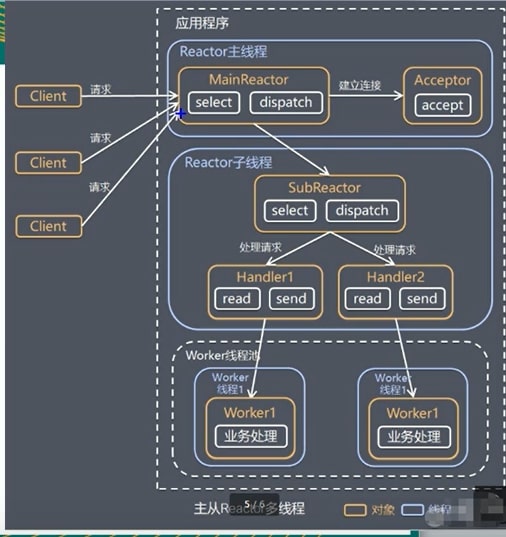 应用程序
Reactor主线程
Client
请求
MainReactor
select
dispatch
建立连接
Acceptor
accept
请求
Client
请求
Client
Reactor子线程
SubReactor
select
dispatch
处理请求
处理请求
Handler1
read
send
Handler2
read
send
Worker线程池
Worker
线程1
Worker1
业务处理
Worker
线程1
Worker1
业务处理
主从Reactor多线程
5 / 6
对象
线程